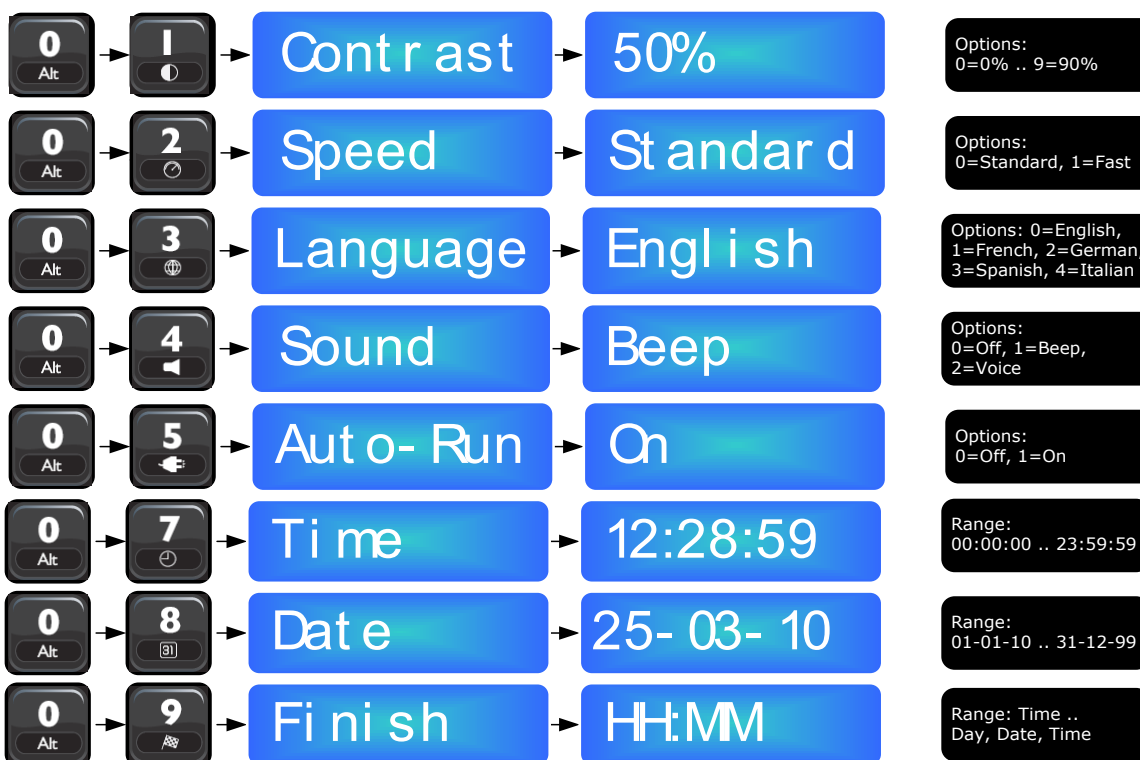 0 Alt 1 Contrast 50% Options:
0=0% .. 9=90%
0 Alt 2 Speed Standard Options:
0=Standard, 1=Fast
0 Alt 3 Language English Options: 0=English,
1=French, 2=German,
3=Spanish, 4=Italian
0 Alt 4 Sound Beep Options:
0=Off, 1=Beep,
2=Voice
0 Alt 5 Auto-Run On Options:
0=Off, 1=On
0 Alt 7 Time 12:28:59 Range:
00:00:00 .. 23:59:59
0 Alt 8 31 Date 25-03-10 Range:
01-01-10 .. 31-12-99
0 Alt 9 Finish HH:MM Range: Time ..
Day, Date, Time